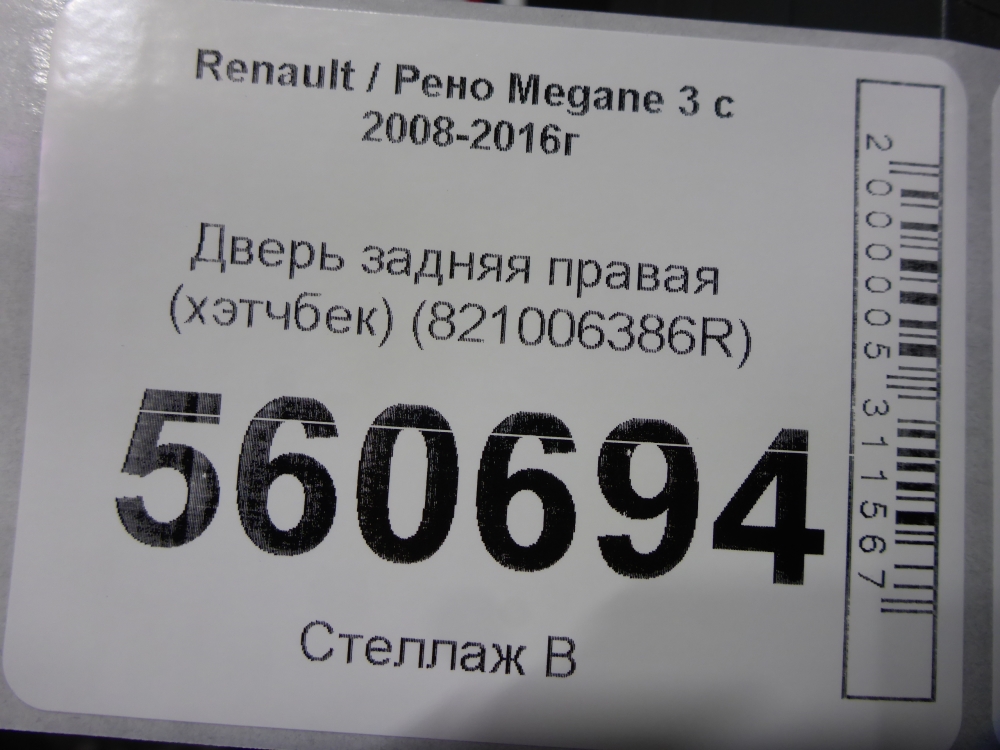 Renault / Рено Megane 3 с
2008-2016г
Дверь задняя правая
(хэтчбек) (821006386R)
560694
Стеллаж В
2000005311567